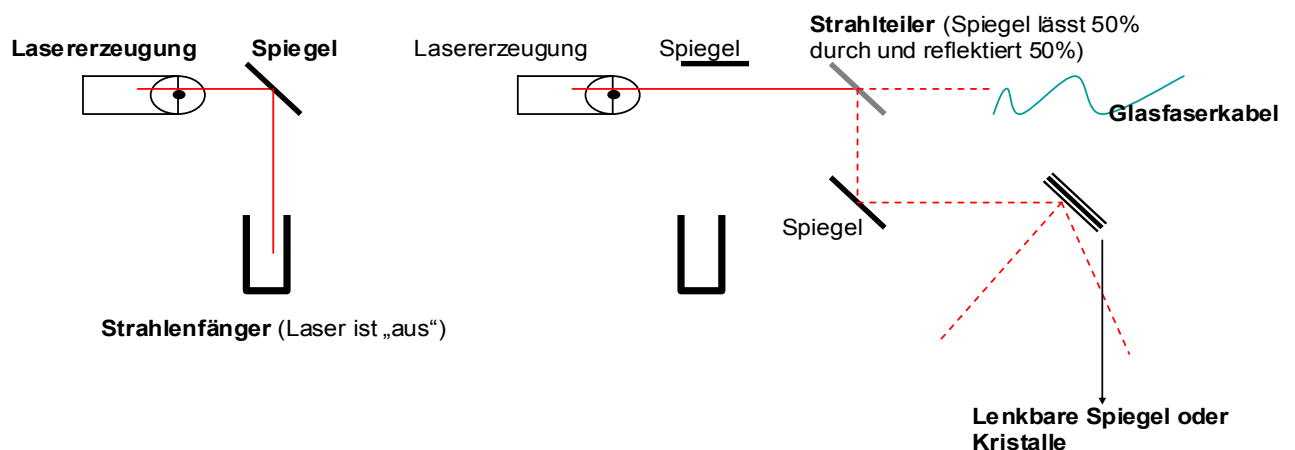 Lasererzeugung
Spiegel
Strahlenfänger (Laser ist „aus“)
Lasererzeugung
Spiegel
Strahlteiler (Spiegel lässt 50%
durch und reflektiert 50%)
Glasfaserkabel
Spiegel
Lenkbare Spiegel oder
Kristalle